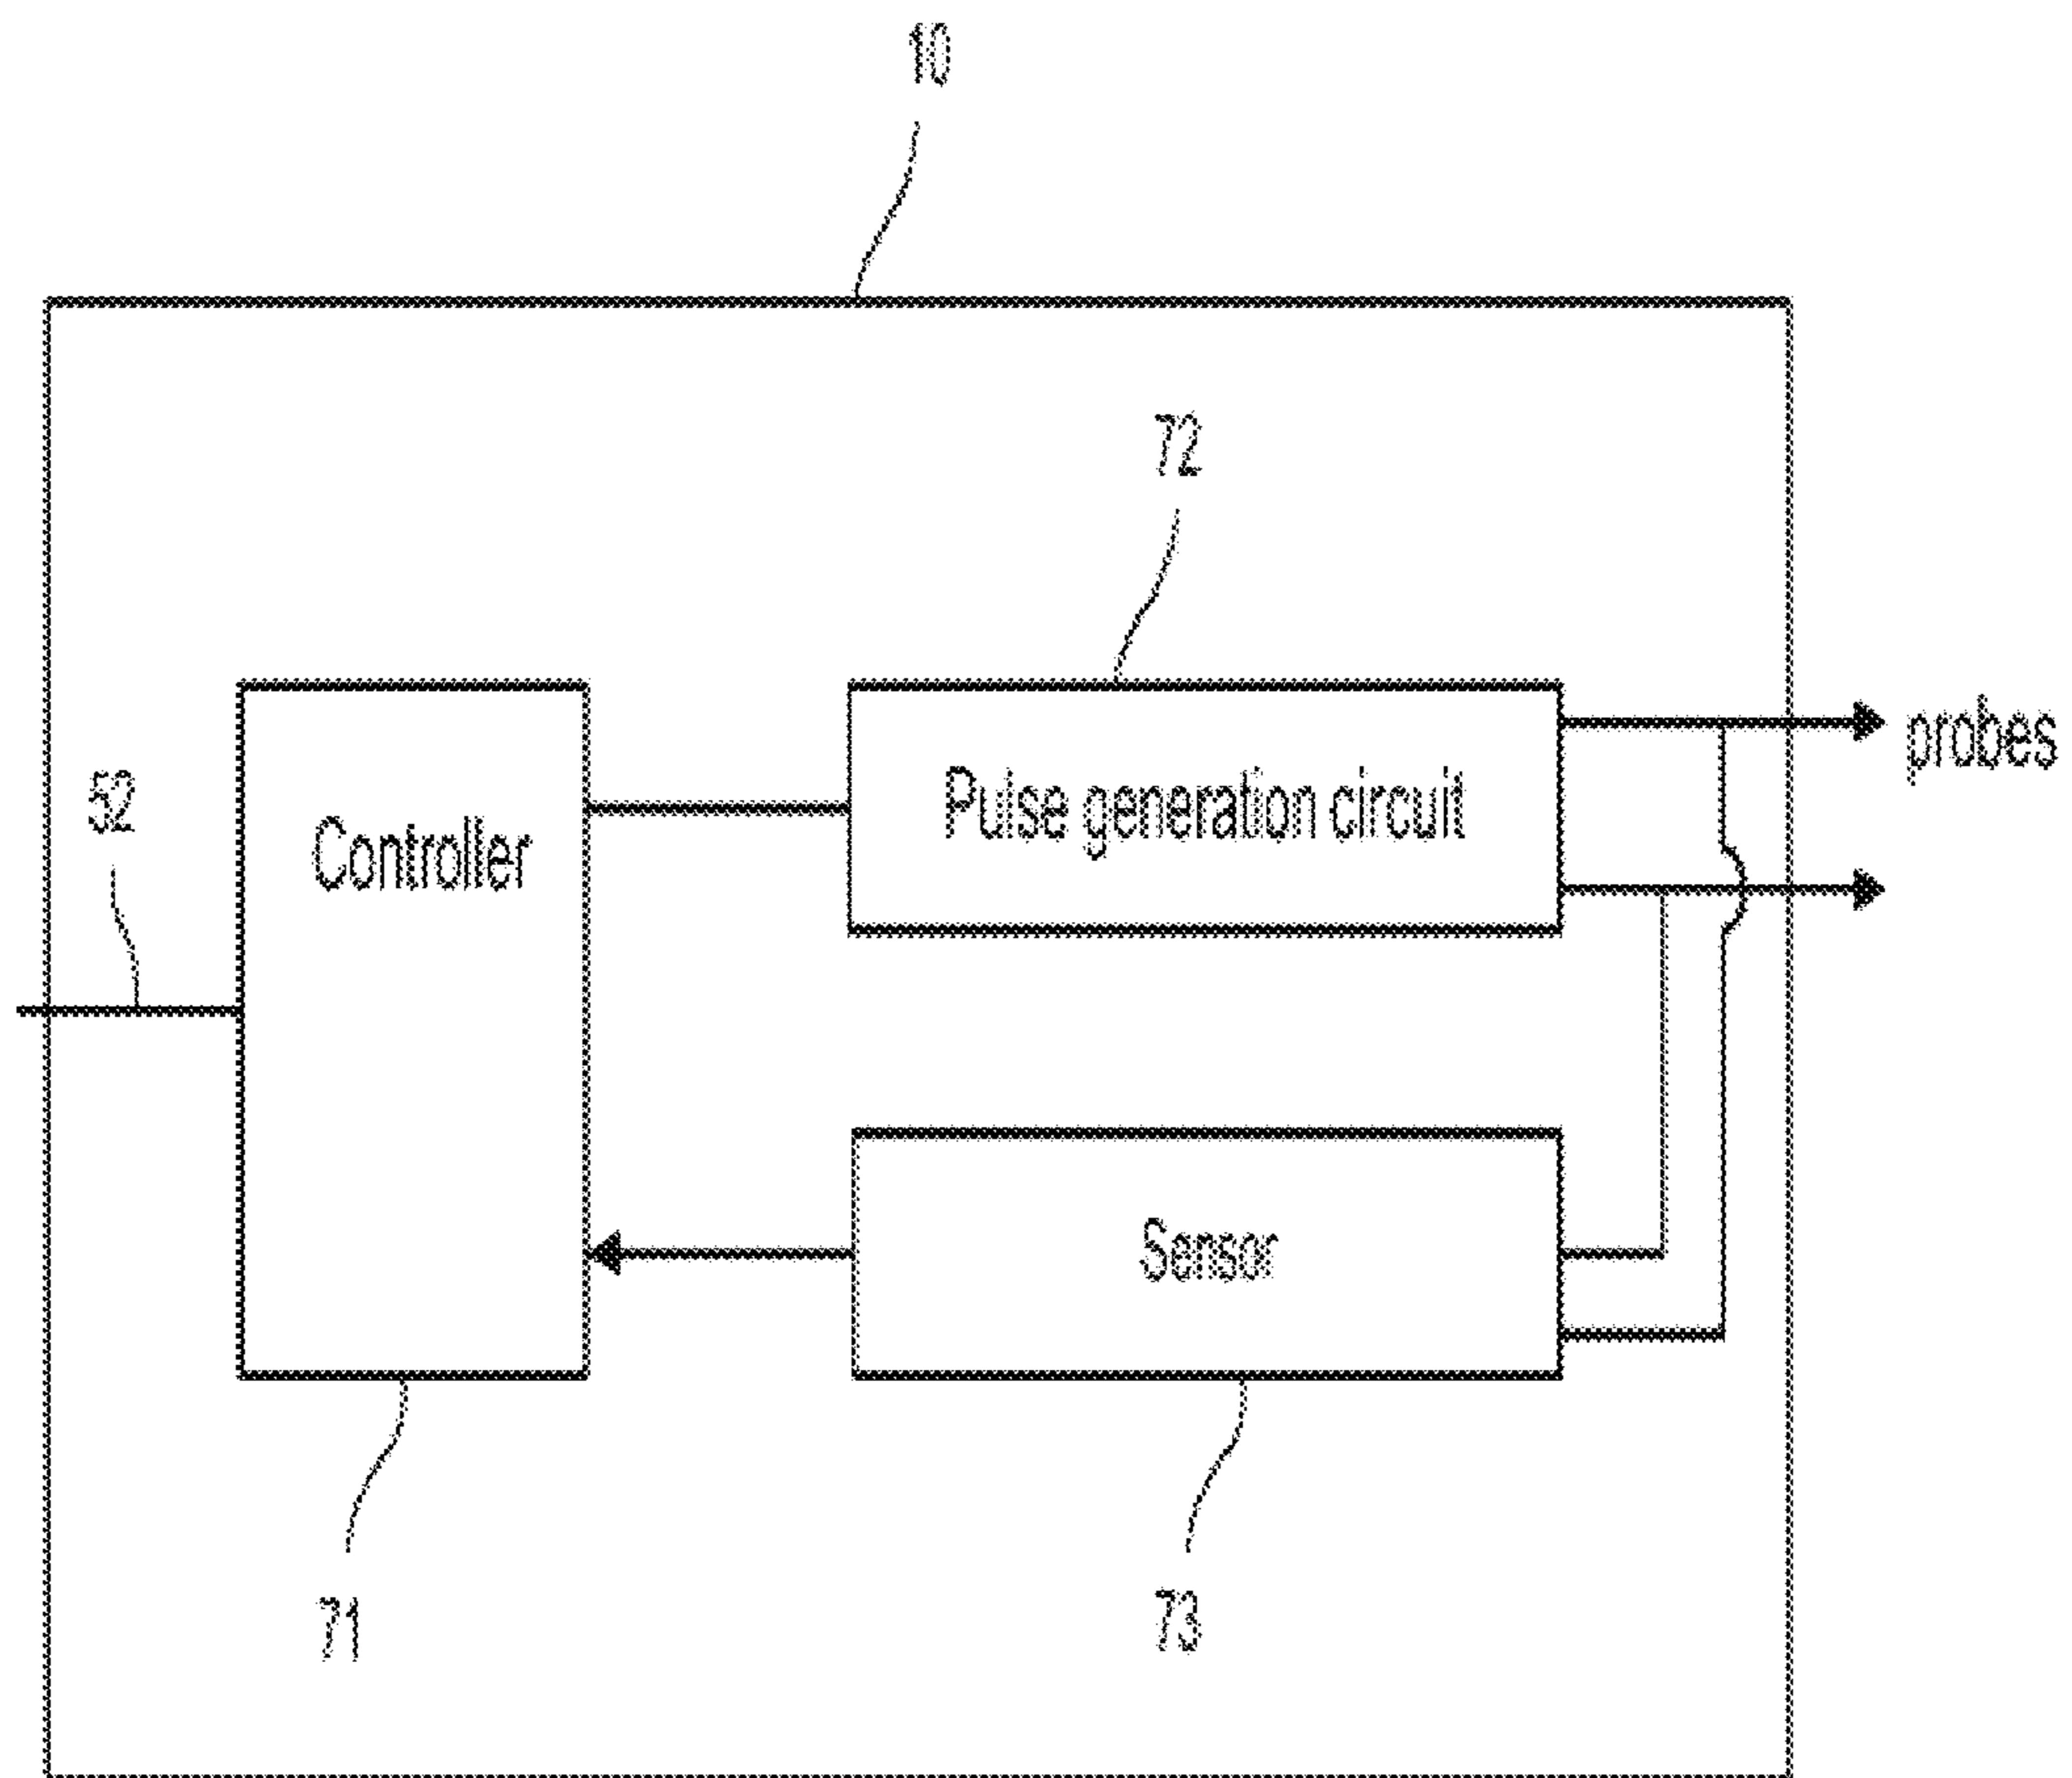 10
72
probes
52
Controller
Pulse generation circuit
Sensor
71
73